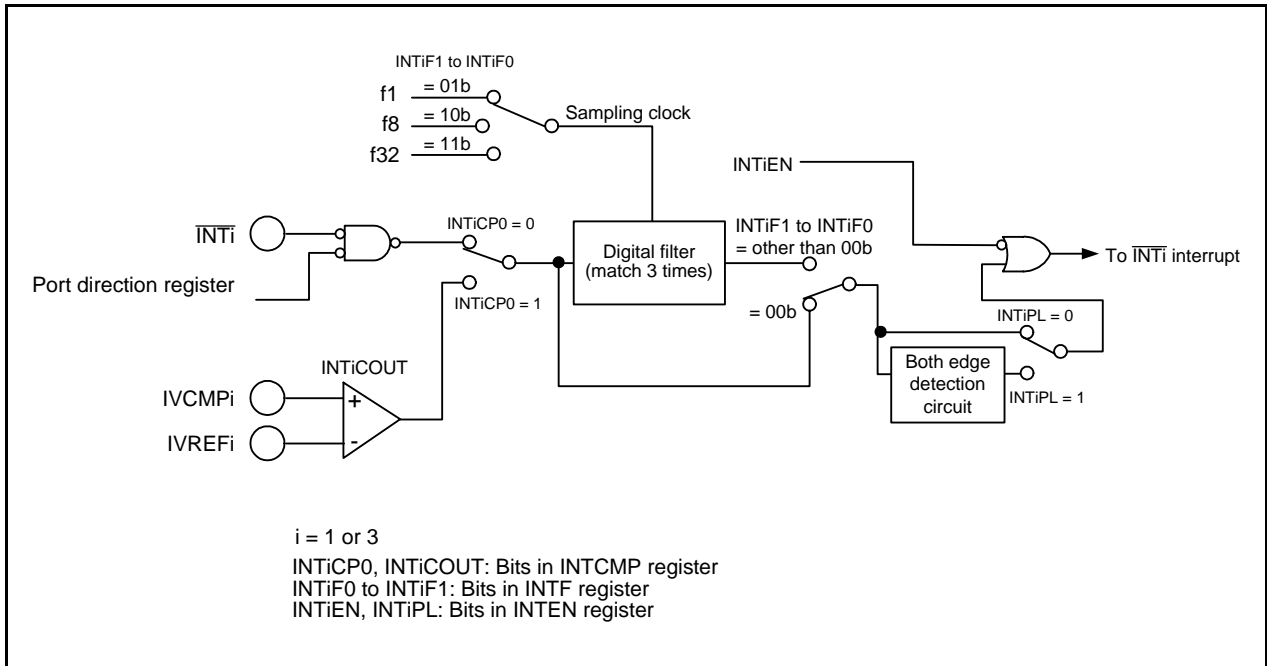 INTiF1 to INTiF0
f1 = 01b
f8 = 10b
f32 = 11b
Sampling clock
INTiEN
INTi
Port direction register
INTiCP0 = 0
INTiCP0 = 1
Digital filter
(match 3 times)
INTiF1 to INTiF0
= other than 00b
= 00b
To INTi interrupt
INTiPL = 0
Both edge
detection
circuit
INTiPL = 1
INTiCOUT
IVCMPi
+
IVREFi
-
i = 1 or 3
INTiCP0, INTiCOUT: Bits in INTCMP register
INTiF0 to INTiF1: Bits in INTF register
INTiEN, INTiPL: Bits in INTEN register